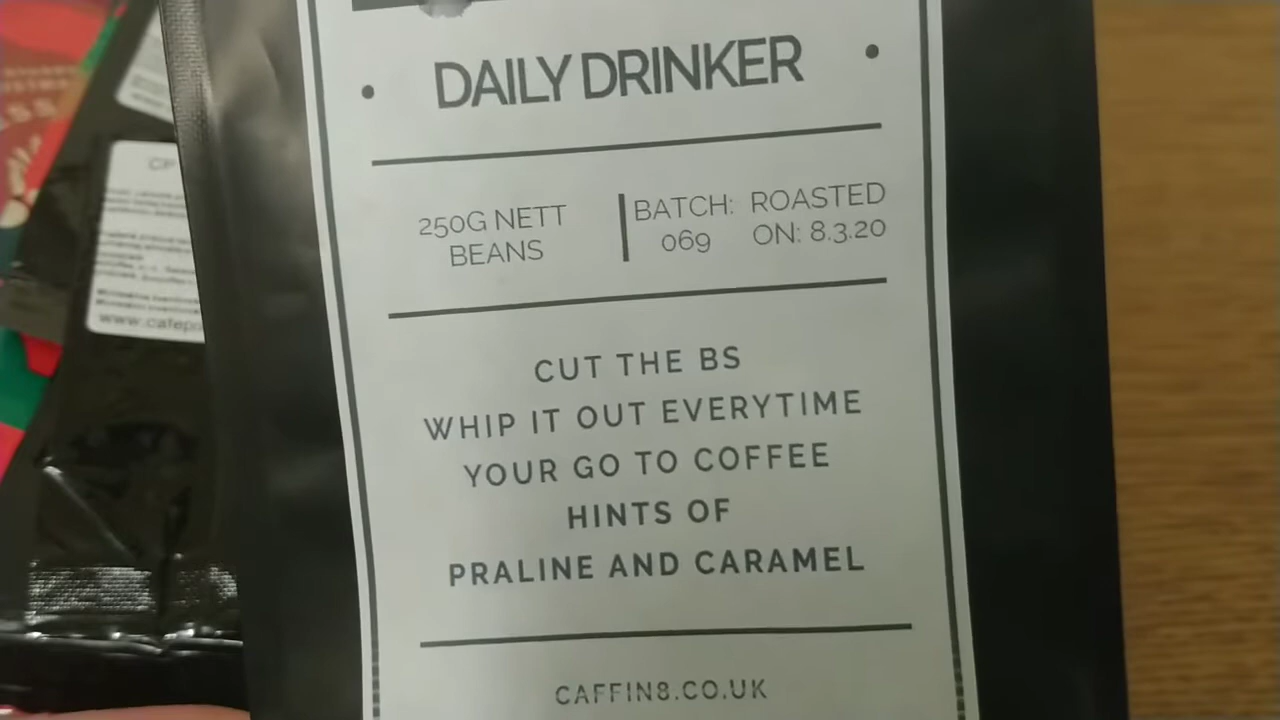 DAILY DRINKER
250G NETT
BEANS
BATCH:
069
ROASTED
ON: 8.3.20
CUT THE BS
WHIP IT OUT EVERYTIME
YOUR GO TO COFFEE
HINTS OF
PRALINE AND CARAMEL
CAFFIN8.CO.UK